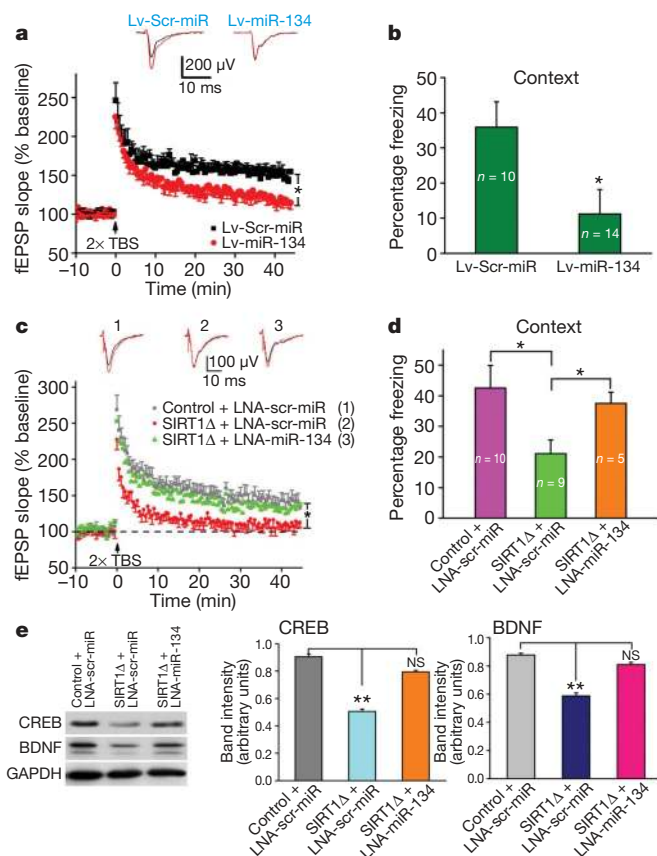 a
Lv-Scr-miR
Lv-miR-134
200 µV
10 ms
fEPSP slope (% baseline)
250
200
150
100
50
2× TBS
Lv-Scr-miR
Lv-miR-134
*
−10 0 10 20 30 40
Time (min)
b
Context
Percentage freezing
50
40
30
20
10
0
n = 10
*
n = 14
Lv-Scr-miR
Lv-miR-134
c
1
2
3
100 µV
10 ms
fEPSP slope (% baseline)
300
250
200
150
100
50
Control + LNA-scr-miR (1)
SIRT1Δ + LNA-scr-miR (2)
SIRT1Δ + LNA-miR-134 (3)
*
2× TBS
−10 0 10 20 30 40
Time (min)
d
Context
Percentage freezing
50
40
30
20
10
0
*
*
n = 10
n = 9
n = 5
Control +
LNA-scr-miR
SIRT1Δ +
LNA-scr-miR
SIRT1Δ +
LNA-miR-134
e
Control +
LNA-scr-miR
SIRT1Δ +
LNA-scr-miR
SIRT1Δ +
LNA-miR-134
CREB
BDNF
GAPDH
CREB
Band intensity
(arbitrary units)
1.0
0.8
0.6
0.4
0.2
0.0
**
NS
Control +
LNA-scr-miR
SIRT1Δ +
LNA-scr-miR
SIRT1Δ +
LNA-miR-134
BDNF
Band intensity
(arbitrary units)
1.0
0.8
0.6
0.4
0.2
0.0
**
NS
Control +
LNA-scr-miR
SIRT1Δ +
LNA-scr-miR
SIRT1Δ +
LNA-miR-134